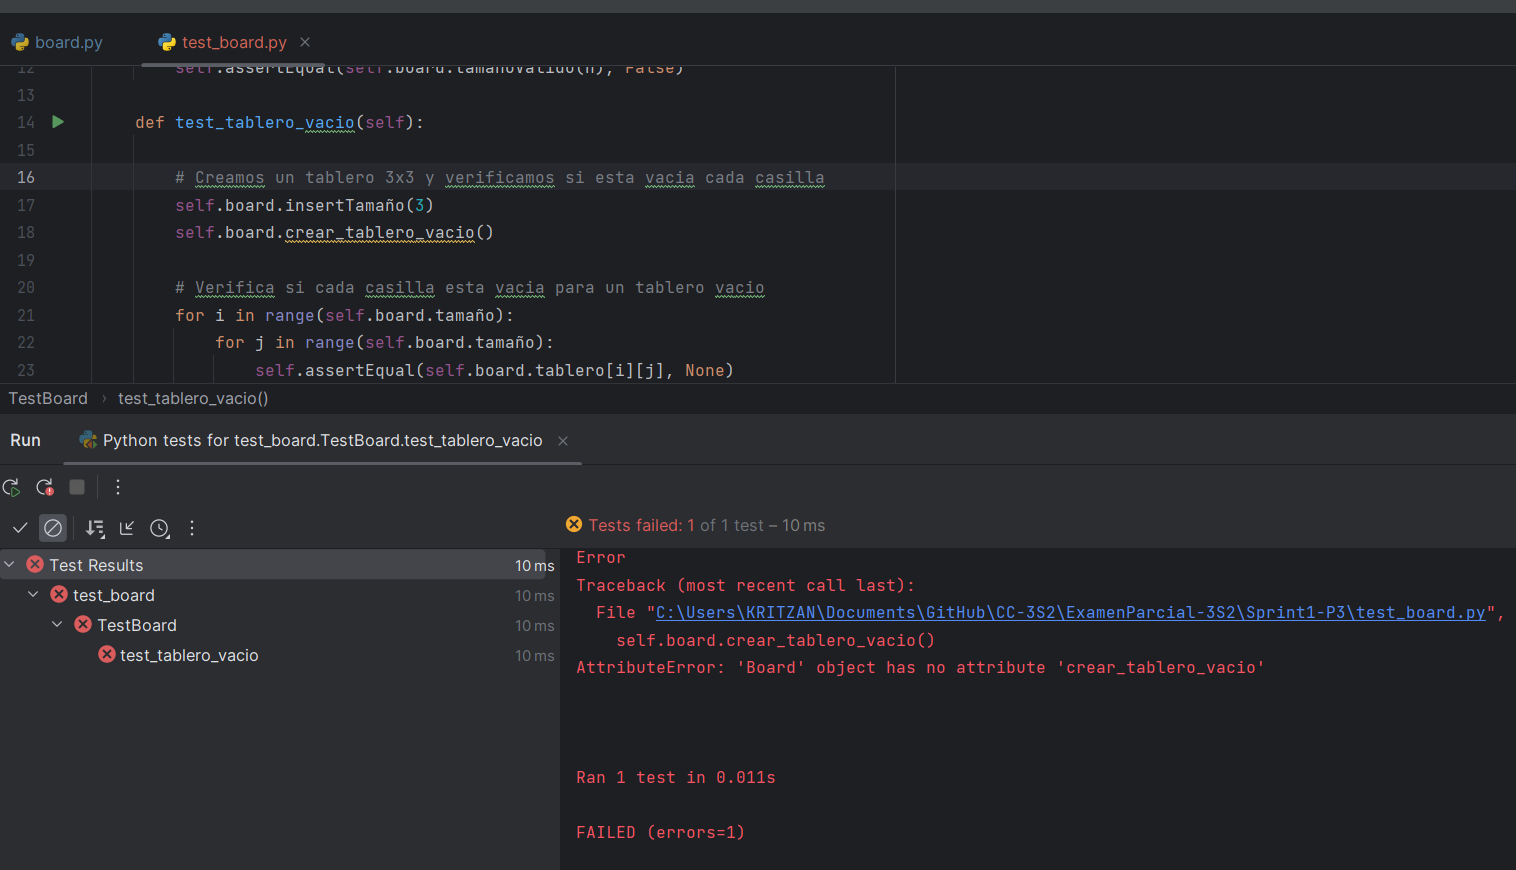 board.py test_board.py
12 self.assertEqual(self.board.tamañoValido(n), False)
13
14 def test_tablero_vacio(self):
15
16 # Creamos un tablero 3x3 y verificamos si esta vacia cada casilla
17 self.board.insertTamaño(3)
18 self.board.crear_tablero_vacio()
19
20 # Verifica si cada casilla esta vacia para un tablero vacio
21 for i in range(self.board.tamaño):
22 for j in range(self.board.tamaño):
23 self.assertEqual(self.board.tablero[i][j], None)
TestBoard › test_tablero_vacio()
Run Python tests for test_board.TestBoard.test_tablero_vacio
Tests failed: 1 of 1 test – 10 ms
Test Results 10 ms
test_board 10 ms
TestBoard 10 ms
test_tablero_vacio 10 ms
Error
Traceback (most recent call last):
File "C:\Users\KRITZAN\Documents\GitHub\CC-3S2\ExamenParcial-3S2\Sprint1-P3\test_board.py",
self.board.crear_tablero_vacio()
AttributeError: 'Board' object has no attribute 'crear_tablero_vacio'
Ran 1 test in 0.011s
FAILED (errors=1)